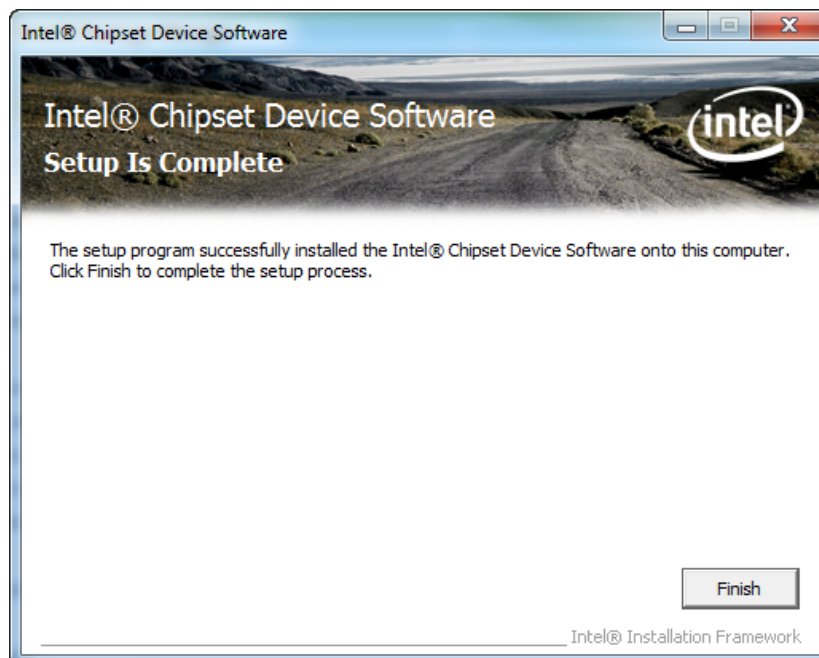 Intel® Chipset Device Software
Intel® Chipset Device Software
intel
Setup Is Complete
The setup program successfully installed the Intel® Chipset Device Software onto this computer.
Click Finish to complete the setup process.
Finish
Intel® Installation Framework